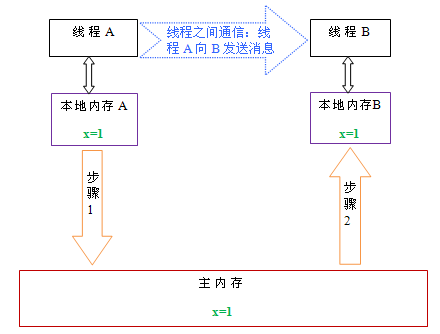 线程 A
线程之间通信：线
程 A 向 B 发送消息
线程 B
本地内存 A
x=1
本地内存B
x=1
步
骤
1
步
骤
2
主内存
x=1